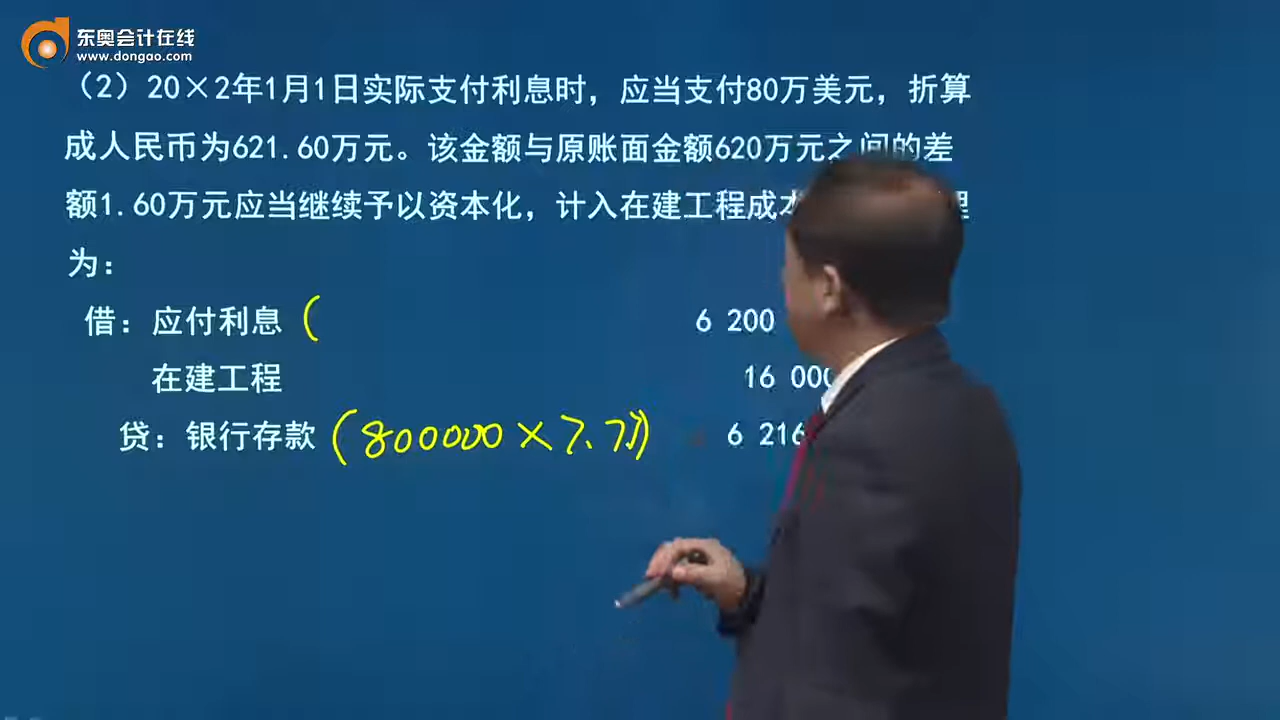 东奥会计在线
www.dongao.com
（2）20×2年1月1日实际支付利息时，应当支付80万美元，折算
成人民币为621.60万元。该金额与原账面金额620万元之间的差
额1.60万元应当继续予以资本化，计入在建工程成本
为：
借：应付利息 ( 6 200
在建工程 16 000
贷：银行存款 (800000×7.77) 6 216